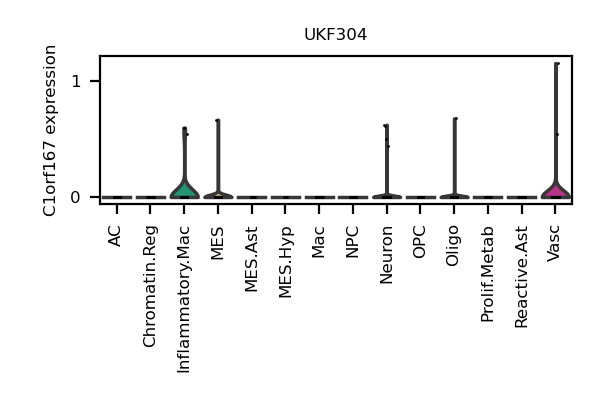 UKF304
C1orf167 expression
1
0
AC
Chromatin.Reg
Inflammatory.Mac
MES
MES.Ast
MES.Hyp
Mac
NPC
Neuron
OPC
Oligo
Prolif.Metab
Reactive.Ast
Vasc